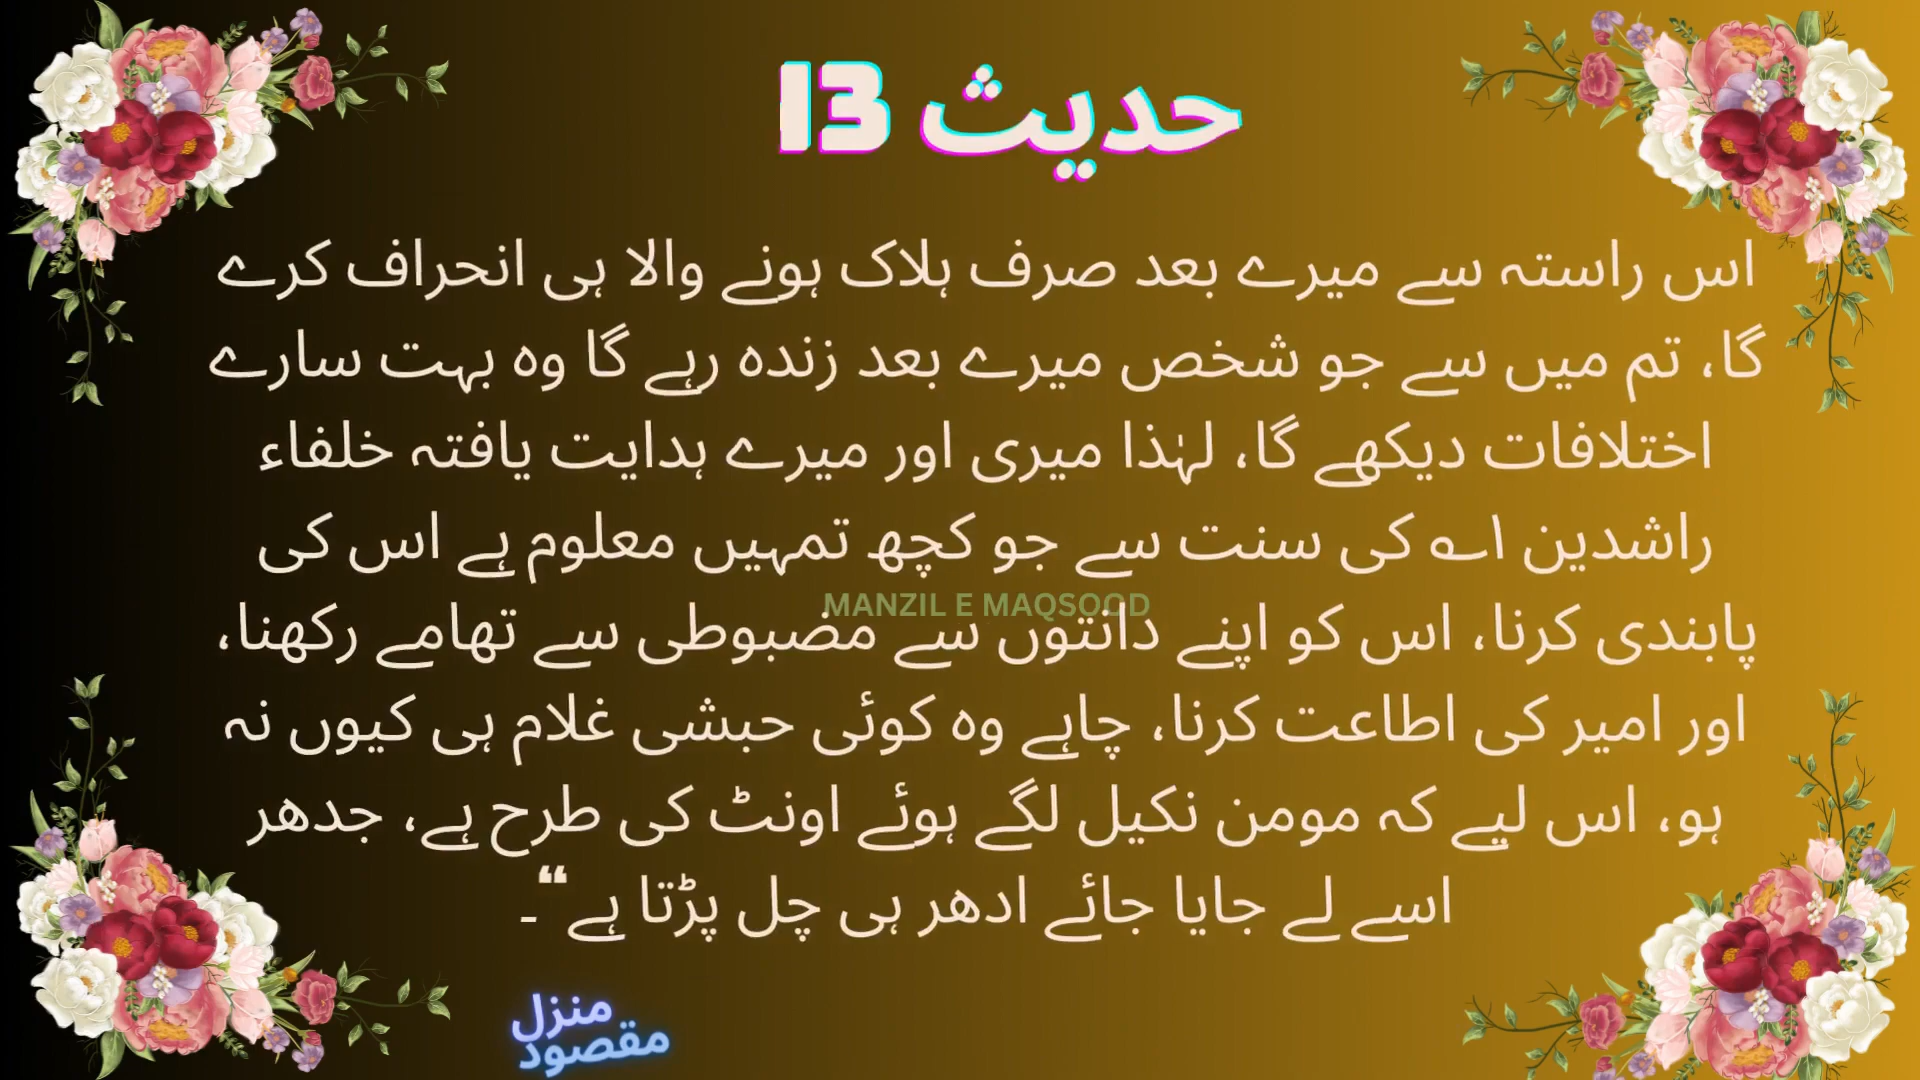 حدیث 13
اس راستہ سے میرے بعد صرف ہلاک ہونے والا ہی انحراف کرے
گا، تم میں سے جو شخص میرے بعد زندہ رہے گا وہ بہت سارے
اختلافات دیکھے گا، لہٰذا میری اور میرے ہدایت یافتہ خلفاء
راشدین ۱؎ کی سنت سے جو کچھ تمہیں معلوم ہے اس کی
MANZIL E MAQSOOD
پابندی کرنا، اس کو اپنے دانتوں سے مضبوطی سے تھامے رکھنا،
اور امیر کی اطاعت کرنا، چاہے وہ کوئی حبشی غلام ہی کیوں نہ
ہو، اس لیے کہ مومن نکیل لگے ہوئے اونٹ کی طرح ہے، جدھر
اسے لے جایا جائے ادھر ہی چل پڑتا ہے“۔
منزل
مقصود